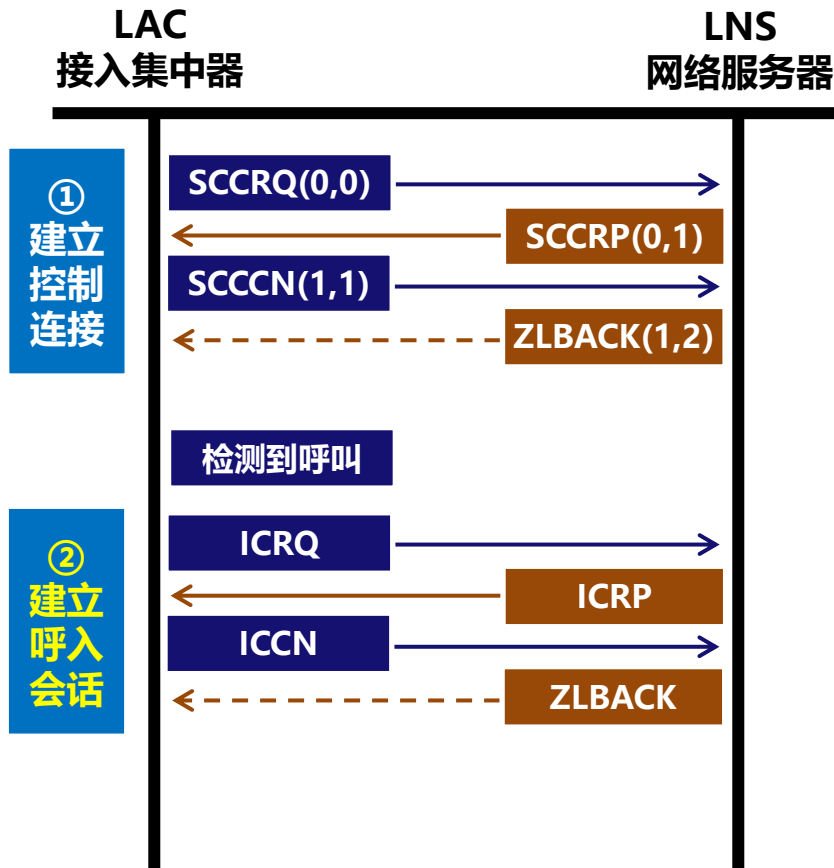 LAC
接入集中器
LNS
网络服务器
①
建立
控制
连接
SCCRQ(0,0)
SCCRP(0,1)
SCCCN(1,1)
ZLBACK(1,2)
检测到呼叫
②
建立
呼入
会话
ICRQ
ICRP
ICCN
ZLBACK